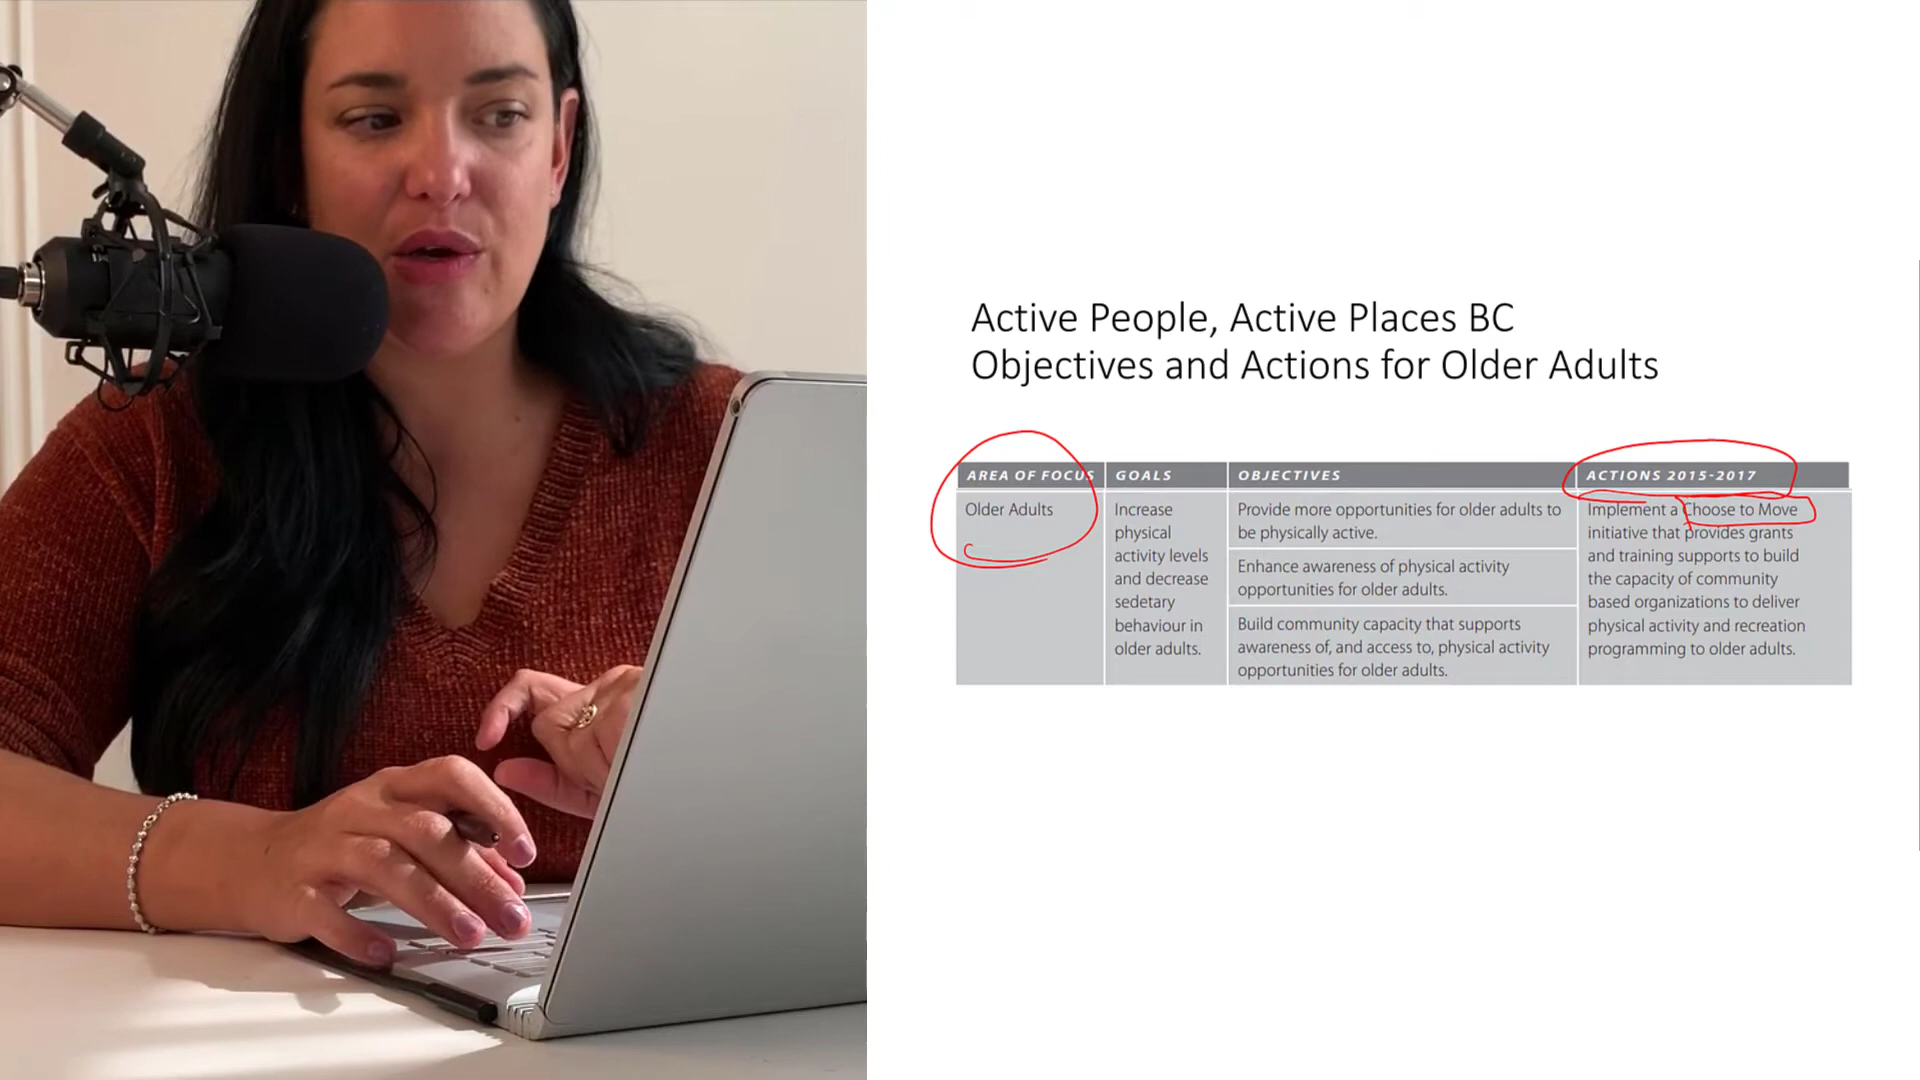 Active People, Active Places BC
Objectives and Actions for Older Adults
AREA OF FOCUS
GOALS
OBJECTIVES
ACTIONS 2015-2017
Older Adults
Increase
physical
activity levels
and decrease
sedetary
behaviour in
older adults.
Provide more opportunities for older adults to
be physically active.
Enhance awareness of physical activity
opportunities for older adults.
Build community capacity that supports
awareness of, and access to, physical activity
opportunities for older adults.
Implement a Choose to Move
initiative that provides grants
and training supports to build
the capacity of community
based organizations to deliver
physical activity and recreation
programming to older adults.